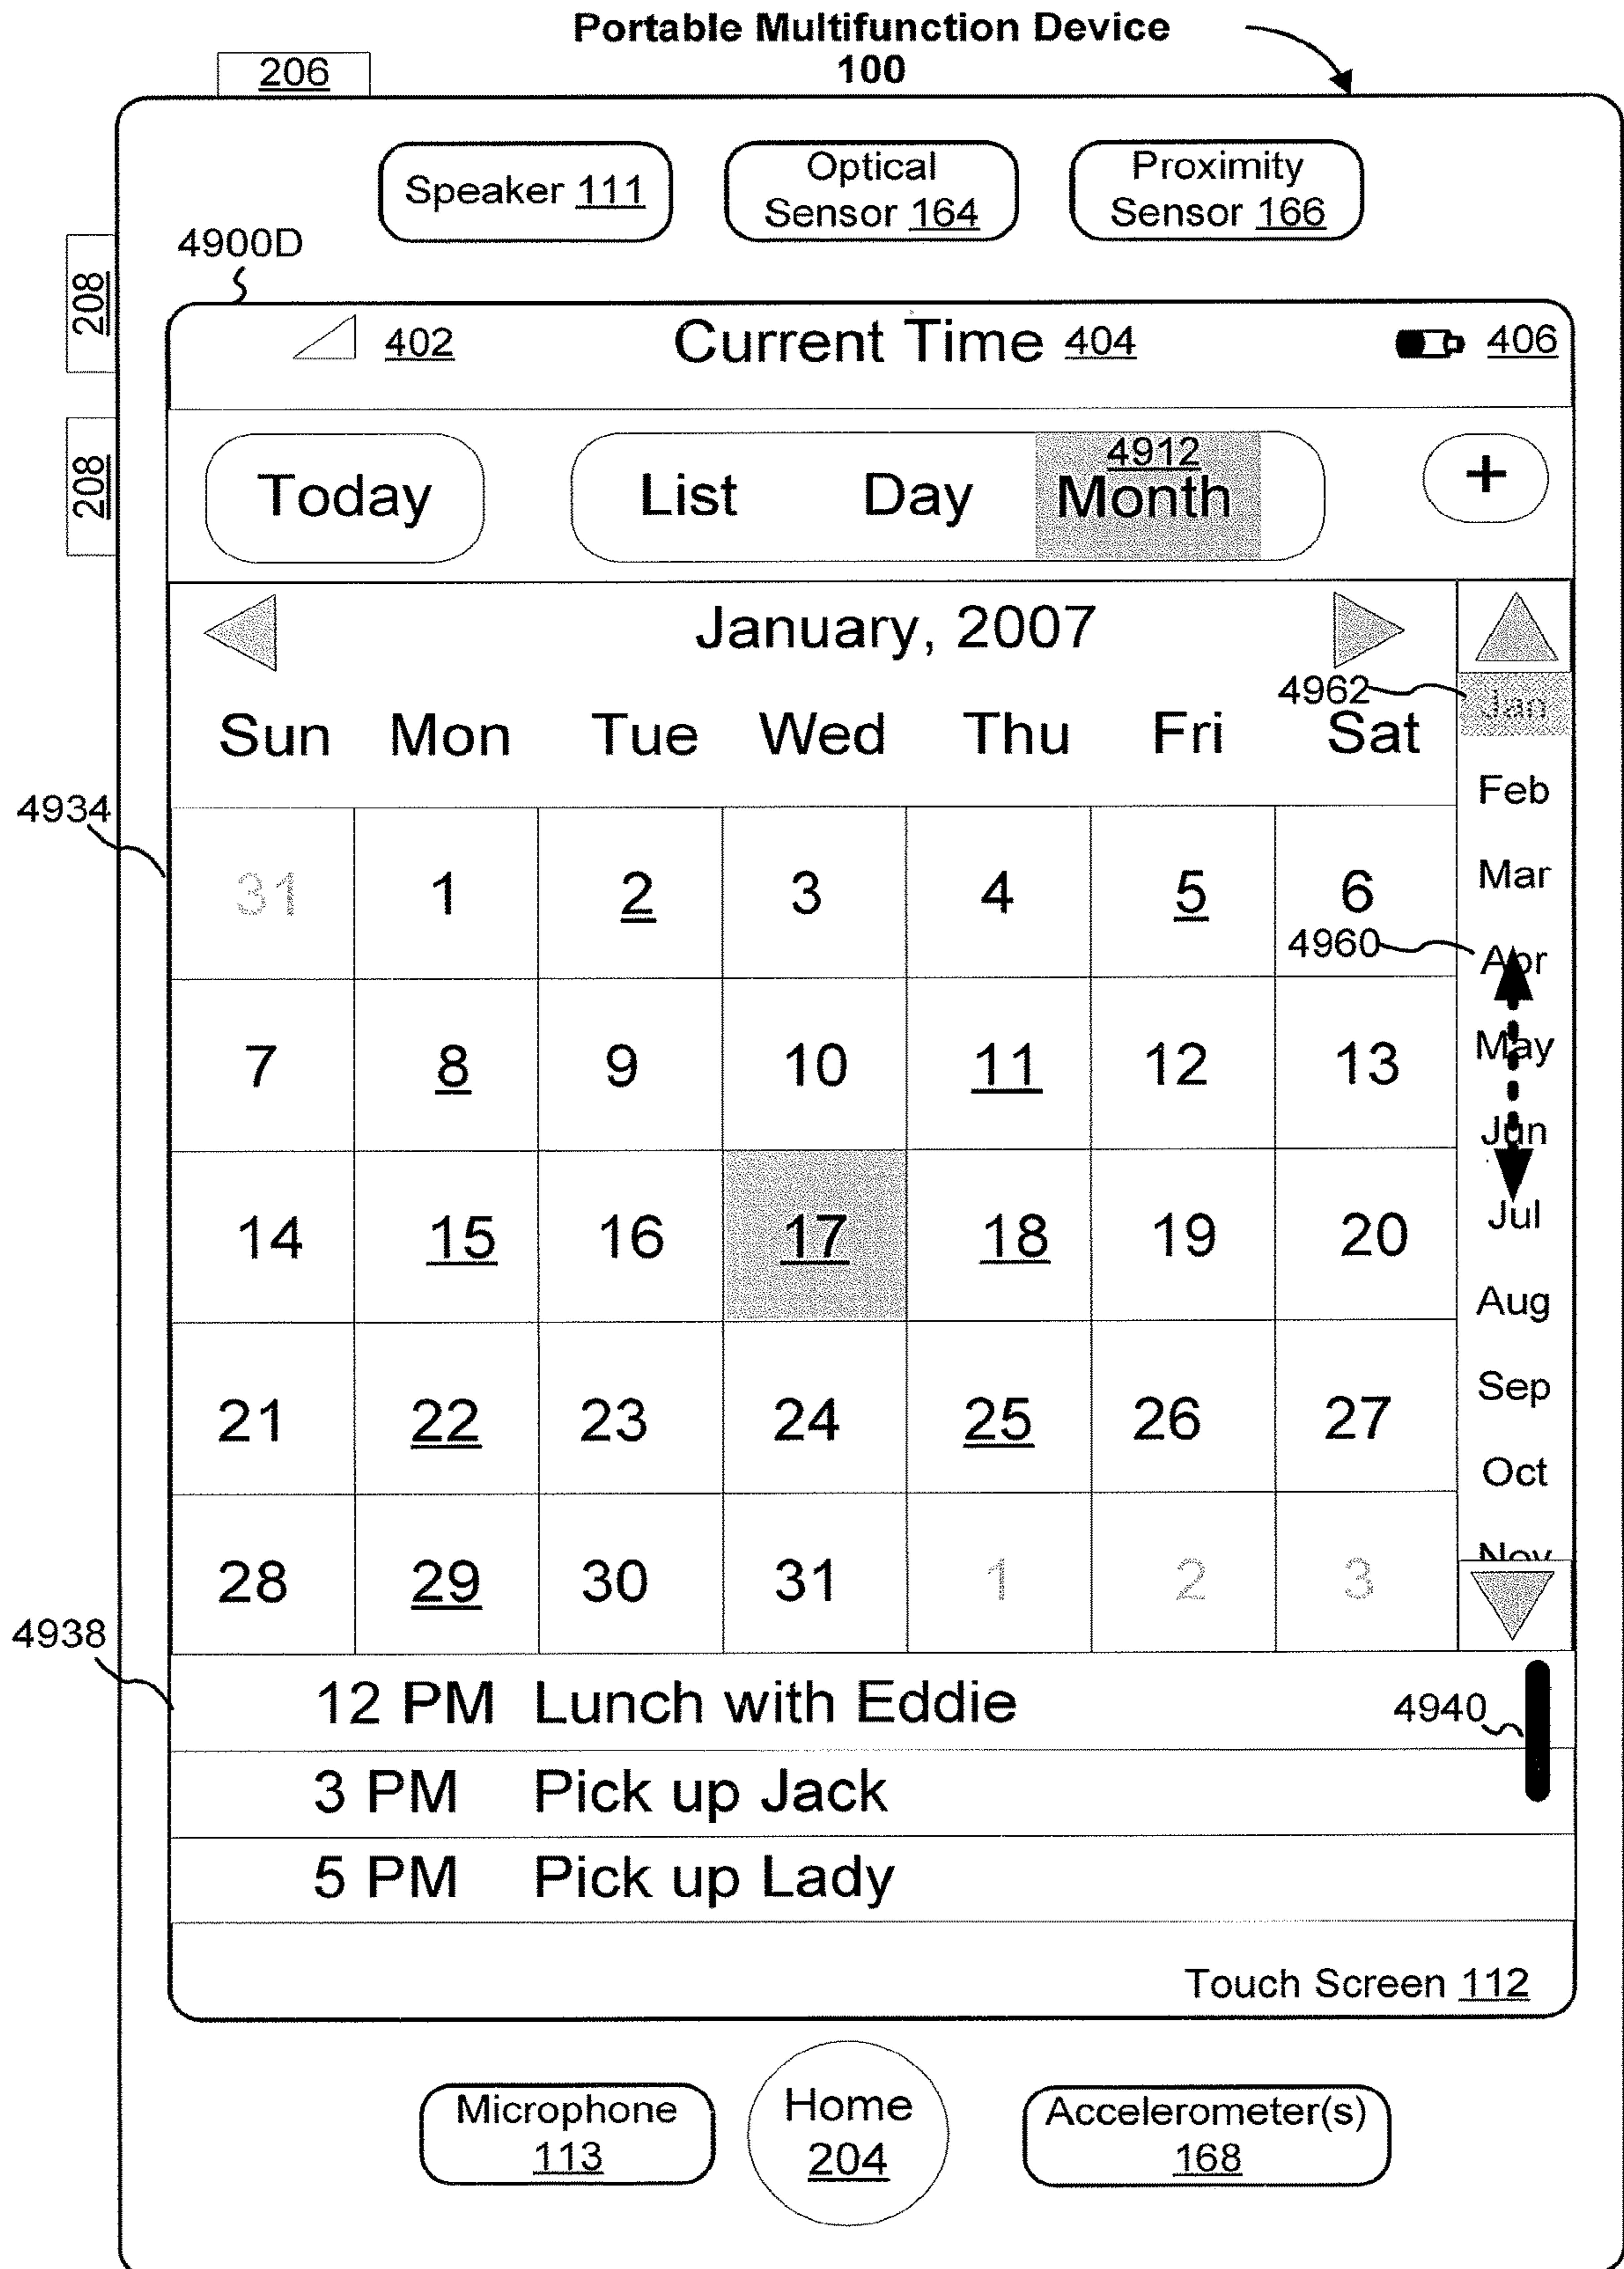 Portable Multifunction Device
100
206
Speaker 111
Optical
Sensor 164
Proximity
Sensor 166
4900D
208
208
402
Current Time 404
406
Today
List
Day
4912
Month
+
January, 2007
4962
Jan
Sun Mon Tue Wed Thu Fri Sat
Feb
4934
31 1 2 3 4 5 6
Mar
4960
Apr
7 8 9 10 11 12 13
May
Jun
14 15 16 17 18 19 20
Jul
Aug
21 22 23 24 25 26 27
Sep
Oct
28 29 30 31 1 2 3
Nov
4938
12 PM Lunch with Eddie
4940
3 PM Pick up Jack
5 PM Pick up Lady
Touch Screen 112
Microphone
113
Home
204
Accelerometer(s)
168